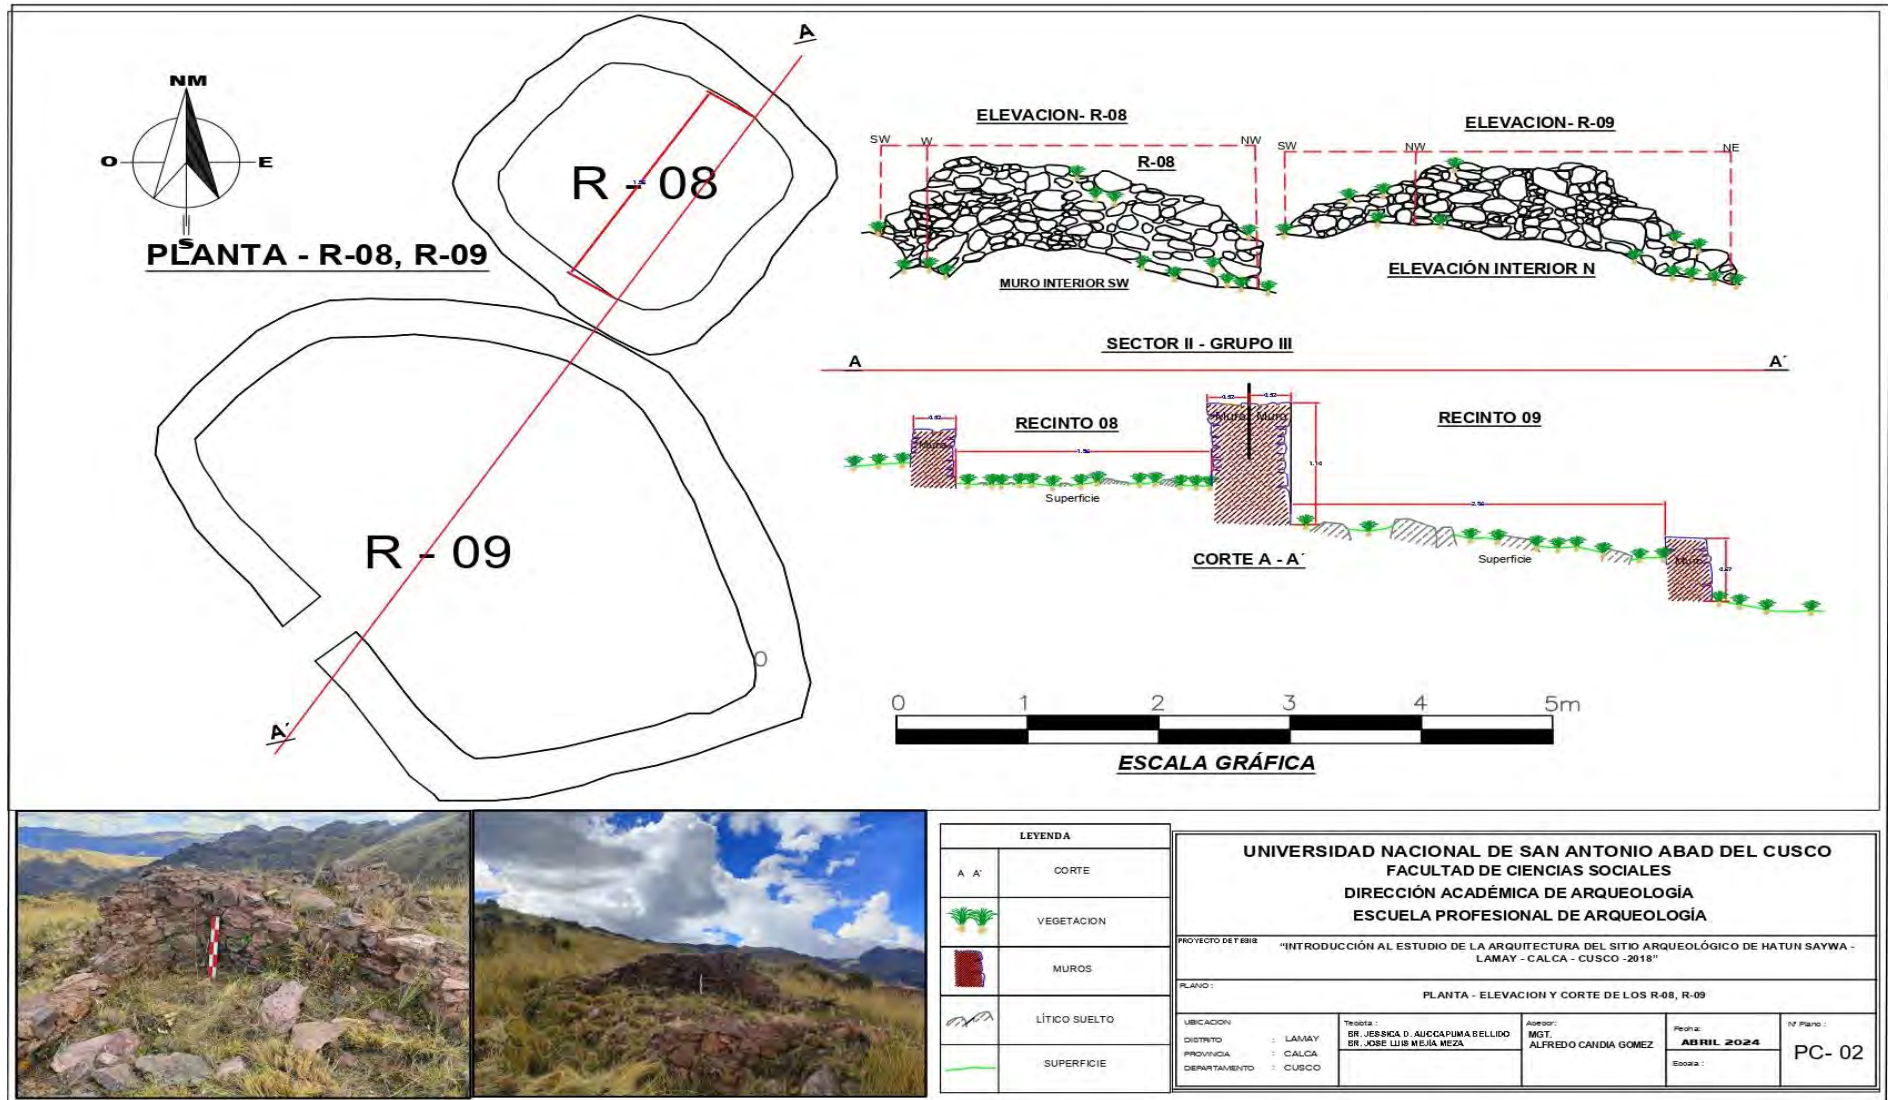 NM
O
E
S
PLANTA - R-08, R-09
A
R - 08
R - 09
O
A´
ELEVACION- R-08
SW
W
NW
R-08
MURO INTERIOR SW
ELEVACION- R-09
SW
NW
NE
ELEVACIÓN INTERIOR N
SECTOR II - GRUPO III
A
A´
RECINTO 08
RECINTO 09
Muro
Muro
Muro
Muro
Superficie
Superficie
CORTE A - A´
0
1
2
3
4
5m
ESCALA GRÁFICA
LEYENDA
A A´
CORTE
VEGETACION
MUROS
LÍTICO SUELTO
SUPERFICIE
UNIVERSIDAD NACIONAL DE SAN ANTONIO ABAD DEL CUSCO
FACULTAD DE CIENCIAS SOCIALES
DIRECCIÓN ACADÉMICA DE ARQUEOLOGÍA
ESCUELA PROFESIONAL DE ARQUEOLOGÍA
PROYECTO DE TESIS:
"INTRODUCCIÓN AL ESTUDIO DE LA ARQUITECTURA DEL SITIO ARQUEOLÓGICO DE HATUN SAYWA -
LAMAY - CALCA - CUSCO -2018"
PLANO :
PLANTA - ELEVACION Y CORTE DE LOS R-08, R-09
UBICACION
DISTRITO : LAMAY
PROVINCIA : CALCA
DEPARTAMENTO : CUSCO
Tesista :
BR. JESSICA D. AUCCAPUMA BELLIDO
BR. JOSE LUIS MEJÍA MEZA
Asesor:
MGT.
ALFREDO CANDIA GOMEZ
Fecha:
ABRIL 2024
Escala :
Nº Plano :
PC- 02